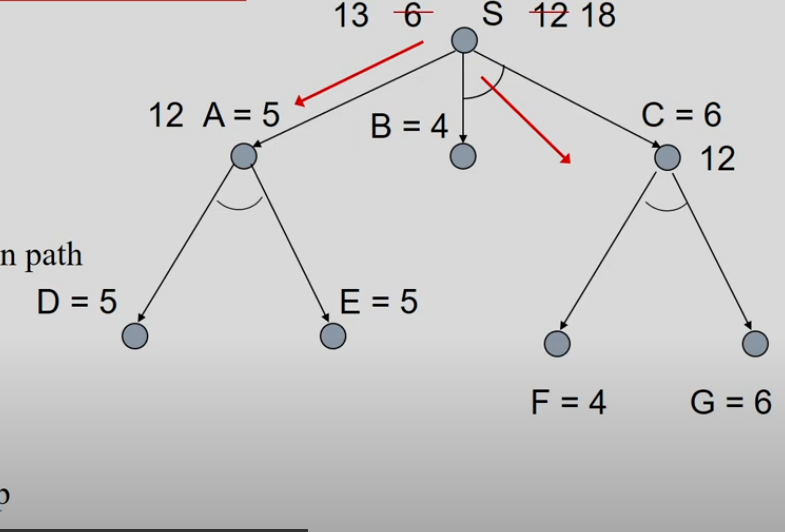 13 6 S 12 18
12 A = 5
B = 4
C = 6
12
n path
D = 5
E = 5
F = 4
G = 6